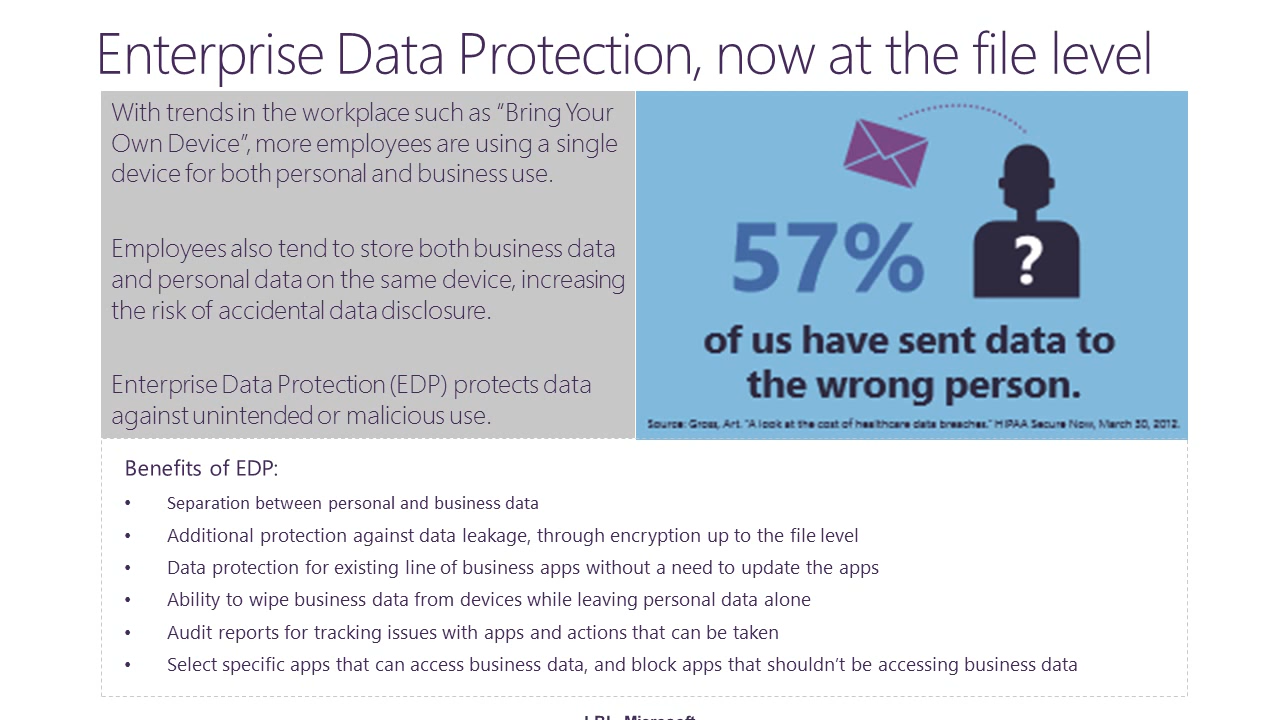 Enterprise Data Protection, now at the file level
With trends in the workplace such as “Bring Your
Own Device”, more employees are using a single
device for both personal and business use.
Employees also tend to store both business data
and personal data on the same device, increasing
the risk of accidental data disclosure.
Enterprise Data Protection (EDP) protects data
against unintended or malicious use.
57%
?
of us have sent data to
the wrong person.
Source: Gross, Art. "A look at the cost of healthcare data breaches." HIPAA Secure Now, March 30, 2012.
Benefits of EDP:
• Separation between personal and business data
• Additional protection against data leakage, through encryption up to the file level
• Data protection for existing line of business apps without a need to update the apps
• Ability to wipe business data from devices while leaving personal data alone
• Audit reports for tracking issues with apps and actions that can be taken
• Select specific apps that can access business data, and block apps that shouldn’t be accessing business data
Microsoft